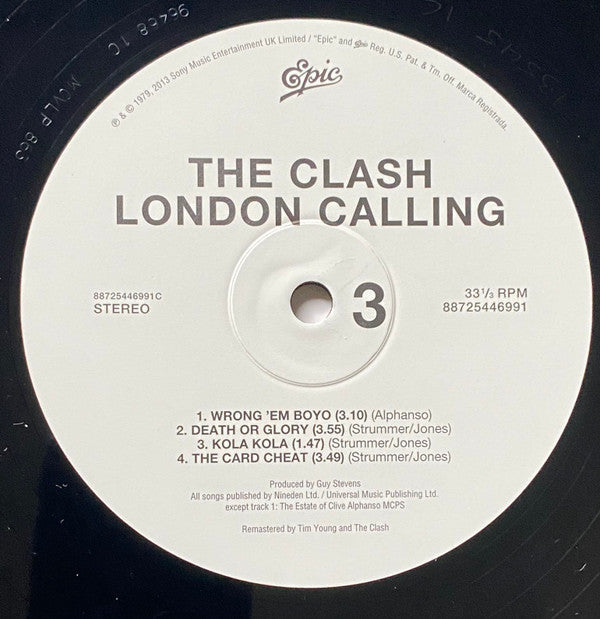 ℗ & © 1979, 2013 Sony Music Entertainment UK Limited / "Epic" and Epic Reg. U.S. Pat. & Tm. Off. Marca Registrada.
Epic
THE CLASH
LONDON CALLING
88725446991C
STEREO
3
33⅓ RPM
88725446991
1. WRONG 'EM BOYO (3.10) (Alphanso)
2. DEATH OR GLORY (3.55) (Strummer/Jones)
3. KOLA KOLA (1.47) (Strummer/Jones)
4. THE CARD CHEAT (3.49) (Strummer/Jones)
Produced by Guy Stevens
All songs published by Nineden Ltd. / Universal Music Publishing Ltd.
except track 1: The Estate of Clive Alphanso MCPS
Remastered by Tim Young and The Clash
96468 1C